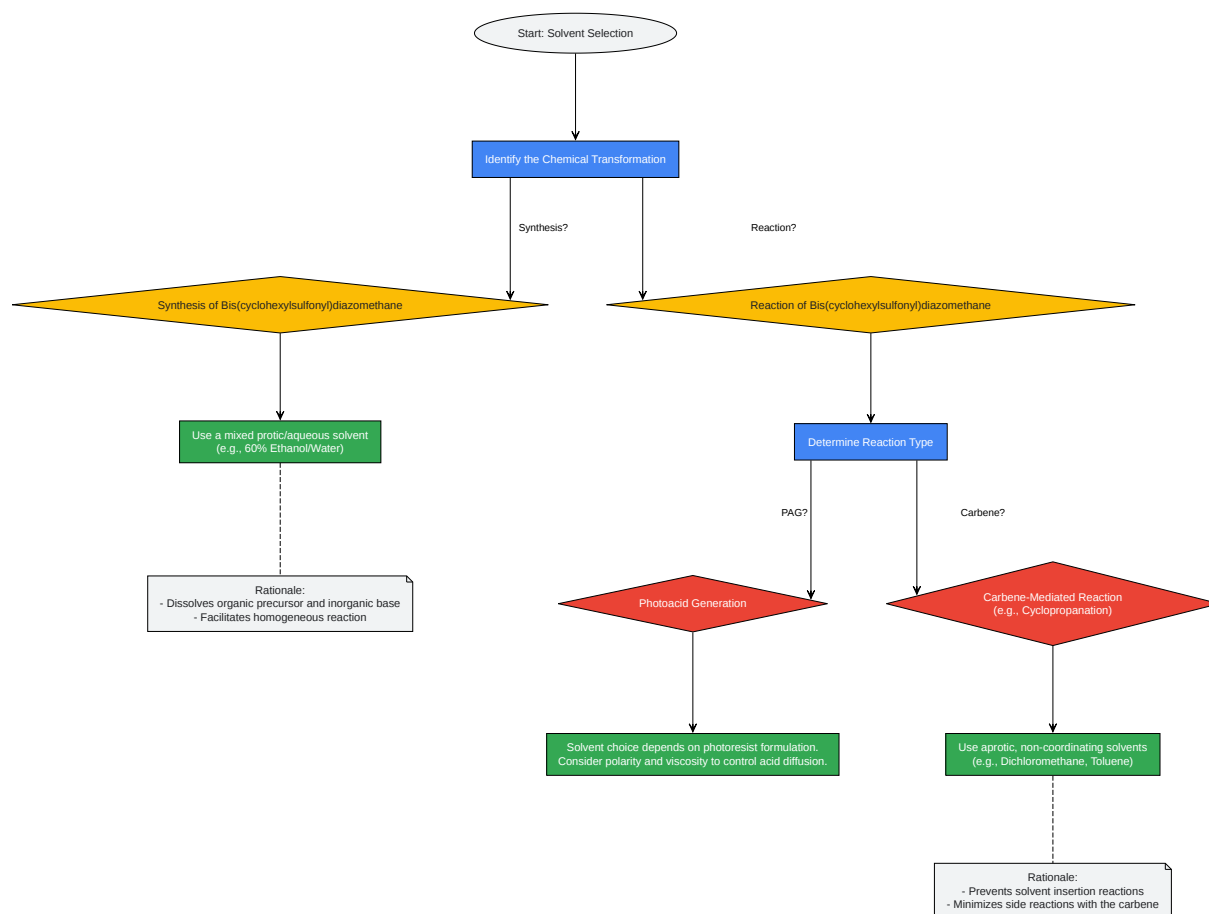 Start: Solvent Selection
Identify the Chemical Transformation
Synthesis?
Reaction?
Synthesis of Bis(cyclohexylsulfonyl)diazomethane
Reaction of Bis(cyclohexylsulfonyl)diazomethane
Use a mixed protic/aqueous solvent
(e.g., 60% Ethanol/Water)
Determine Reaction Type
PAG?
Carbene?
Rationale:
- Dissolves organic precursor and inorganic base
- Facilitates homogeneous reaction
Photoacid Generation
Carbene-Mediated Reaction
(e.g., Cyclopropanation)
Solvent choice depends on photoresist formulation.
Consider polarity and viscosity to control acid diffusion.
Use aprotic, non-coordinating solvents
(e.g., Dichloromethane, Toluene)
Rationale:
- Prevents solvent insertion reactions
- Minimizes side reactions with the carbene